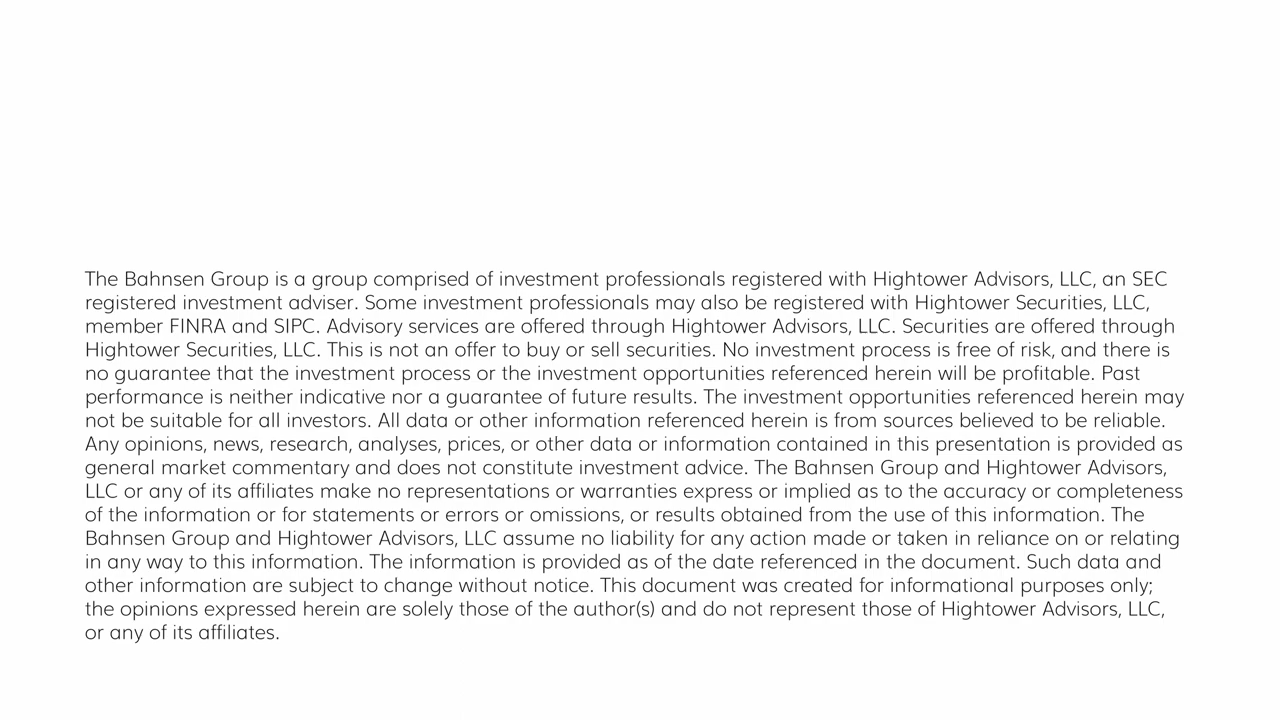 The Bahnsen Group is a group comprised of investment professionals registered with Hightower Advisors, LLC, an SEC
registered investment adviser. Some investment professionals may also be registered with Hightower Securities, LLC,
member FINRA and SIPC. Advisory services are offered through Hightower Advisors, LLC. Securities are offered through
Hightower Securities, LLC. This is not an offer to buy or sell securities. No investment process is free of risk, and there is
no guarantee that the investment process or the investment opportunities referenced herein will be profitable. Past
performance is neither indicative nor a guarantee of future results. The investment opportunities referenced herein may
not be suitable for all investors. All data or other information referenced herein is from sources believed to be reliable.
Any opinions, news, research, analyses, prices, or other data or information contained in this presentation is provided as
general market commentary and does not constitute investment advice. The Bahnsen Group and Hightower Advisors,
LLC or any of its affiliates make no representations or warranties express or implied as to the accuracy or completeness
of the information or for statements or errors or omissions, or results obtained from the use of this information. The
Bahnsen Group and Hightower Advisors, LLC assume no liability for any action made or taken in reliance on or relating
in any way to this information. The information is provided as of the date referenced in the document. Such data and
other information are subject to change without notice. This document was created for informational purposes only;
the opinions expressed herein are solely those of the author(s) and do not represent those of Hightower Advisors, LLC,
or any of its affiliates.